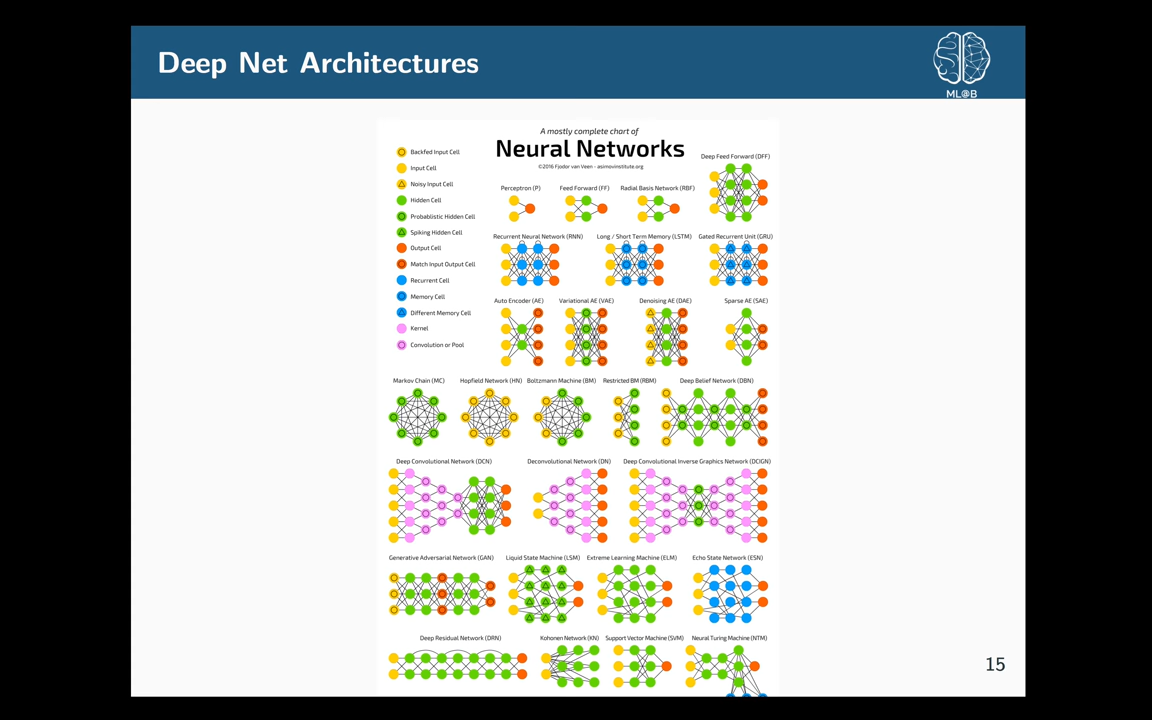 Deep Net Architectures
ML@B
A mostly complete chart of
Neural Networks
©2016 Fjodor van Veen - asimovinstitute.org
Backfed Input Cell
Input Cell
Noisy Input Cell
Hidden Cell
Probablistic Hidden Cell
Spiking Hidden Cell
Output Cell
Match Input Output Cell
Recurrent Cell
Memory Cell
Different Memory Cell
Kernel
Convolution or Pool
Deep Feed Forward (DFF)
Perceptron (P) Feed Forward (FF) Radial Basis Network (RBF)
Recurrent Neural Network (RNN) Long / Short Term Memory (LSTM) Gated Recurrent Unit (GRU)
Auto Encoder (AE) Variational AE (VAE) Denoising AE (DAE) Sparse AE (SAE)
Markov Chain (MC) Hopfield Network (HN) Boltzmann Machine (BM) Restricted BM (RBM) Deep Belief Network (DBN)
Deep Convolutional Network (DCN) Deconvolutional Network (DN) Deep Convolutional Inverse Graphics Network (DCIGN)
Generative Adversarial Network (GAN) Liquid State Machine (LSM) Extreme Learning Machine (ELM) Echo State Network (ESN)
Deep Residual Network (DRN) Kohonen Network (KN) Support Vector Machine (SVM) Neural Turing Machine (NTM)
15